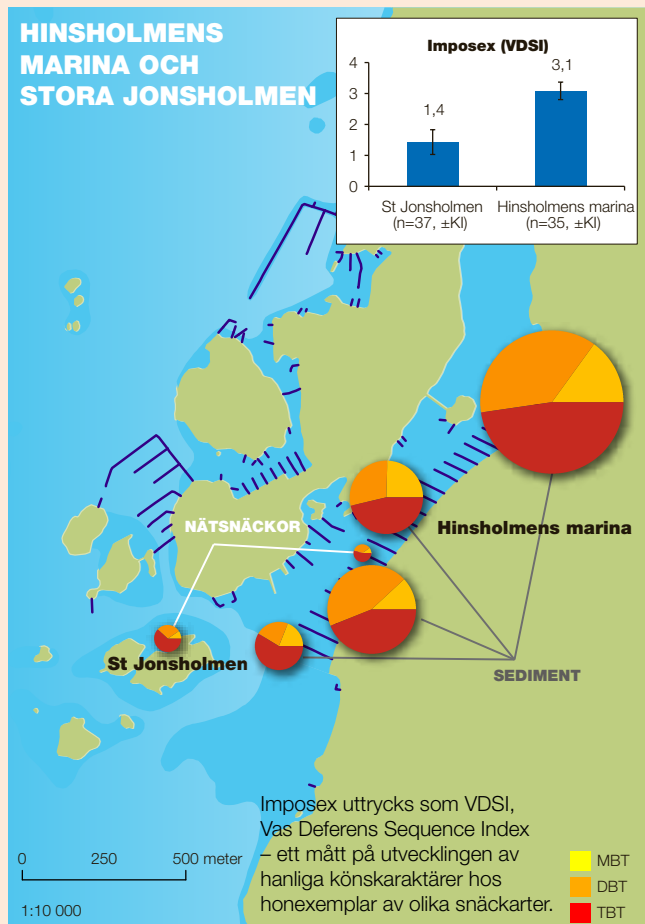 HINSHOLMENS
MARINA OCH
STORA JONSHOLMEN
Imposex (VDSI)
4
3
2
1
0
1,4
3,1
St Jonsholmen
(n=37, ±KI)
Hinsholmens marina
(n=35, ±KI)
NÄTSNÄCKOR
Hinsholmens marina
St Jonsholmen
SEDIMENT
Imposex uttrycks som VDSI,
Vas Deferens Sequence Index
– ett mått på utvecklingen av
hanliga könskaraktärer hos
honexemplar av olika snäckarter.
0 250 500 meter
1:10 000
MBT
DBT
TBT